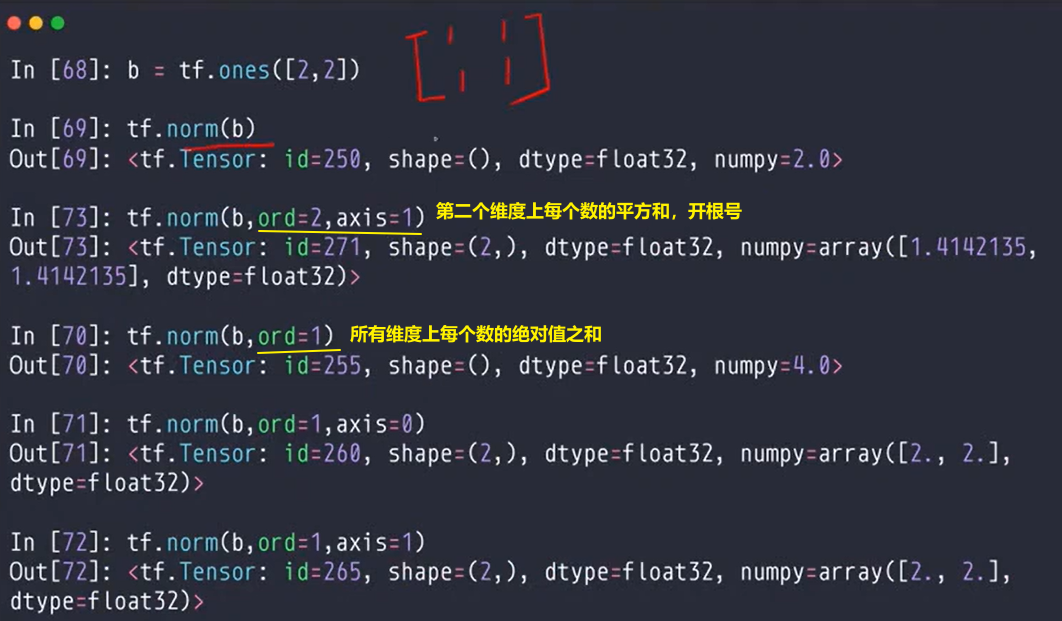 In [68]: b = tf.ones([2,2])
In [69]: tf.norm(b)
Out[69]: <tf.Tensor: id=250, shape=(), dtype=float32, numpy=2.0>
In [73]: tf.norm(b,ord=2,axis=1) 第二个维度上每个数的平方和，开根号
Out[73]: <tf.Tensor: id=271, shape=(2,), dtype=float32, numpy=array([1.4142135,
1.4142135], dtype=float32)>
In [70]: tf.norm(b,ord=1) 所有维度上每个数的绝对值之和
Out[70]: <tf.Tensor: id=255, shape=(), dtype=float32, numpy=4.0>
In [71]: tf.norm(b,ord=1,axis=0)
Out[71]: <tf.Tensor: id=260, shape=(2,), dtype=float32, numpy=array([2., 2.],
dtype=float32)>
In [72]: tf.norm(b,ord=1,axis=1)
Out[72]: <tf.Tensor: id=265, shape=(2,), dtype=float32, numpy=array([2., 2.],
dtype=float32)>